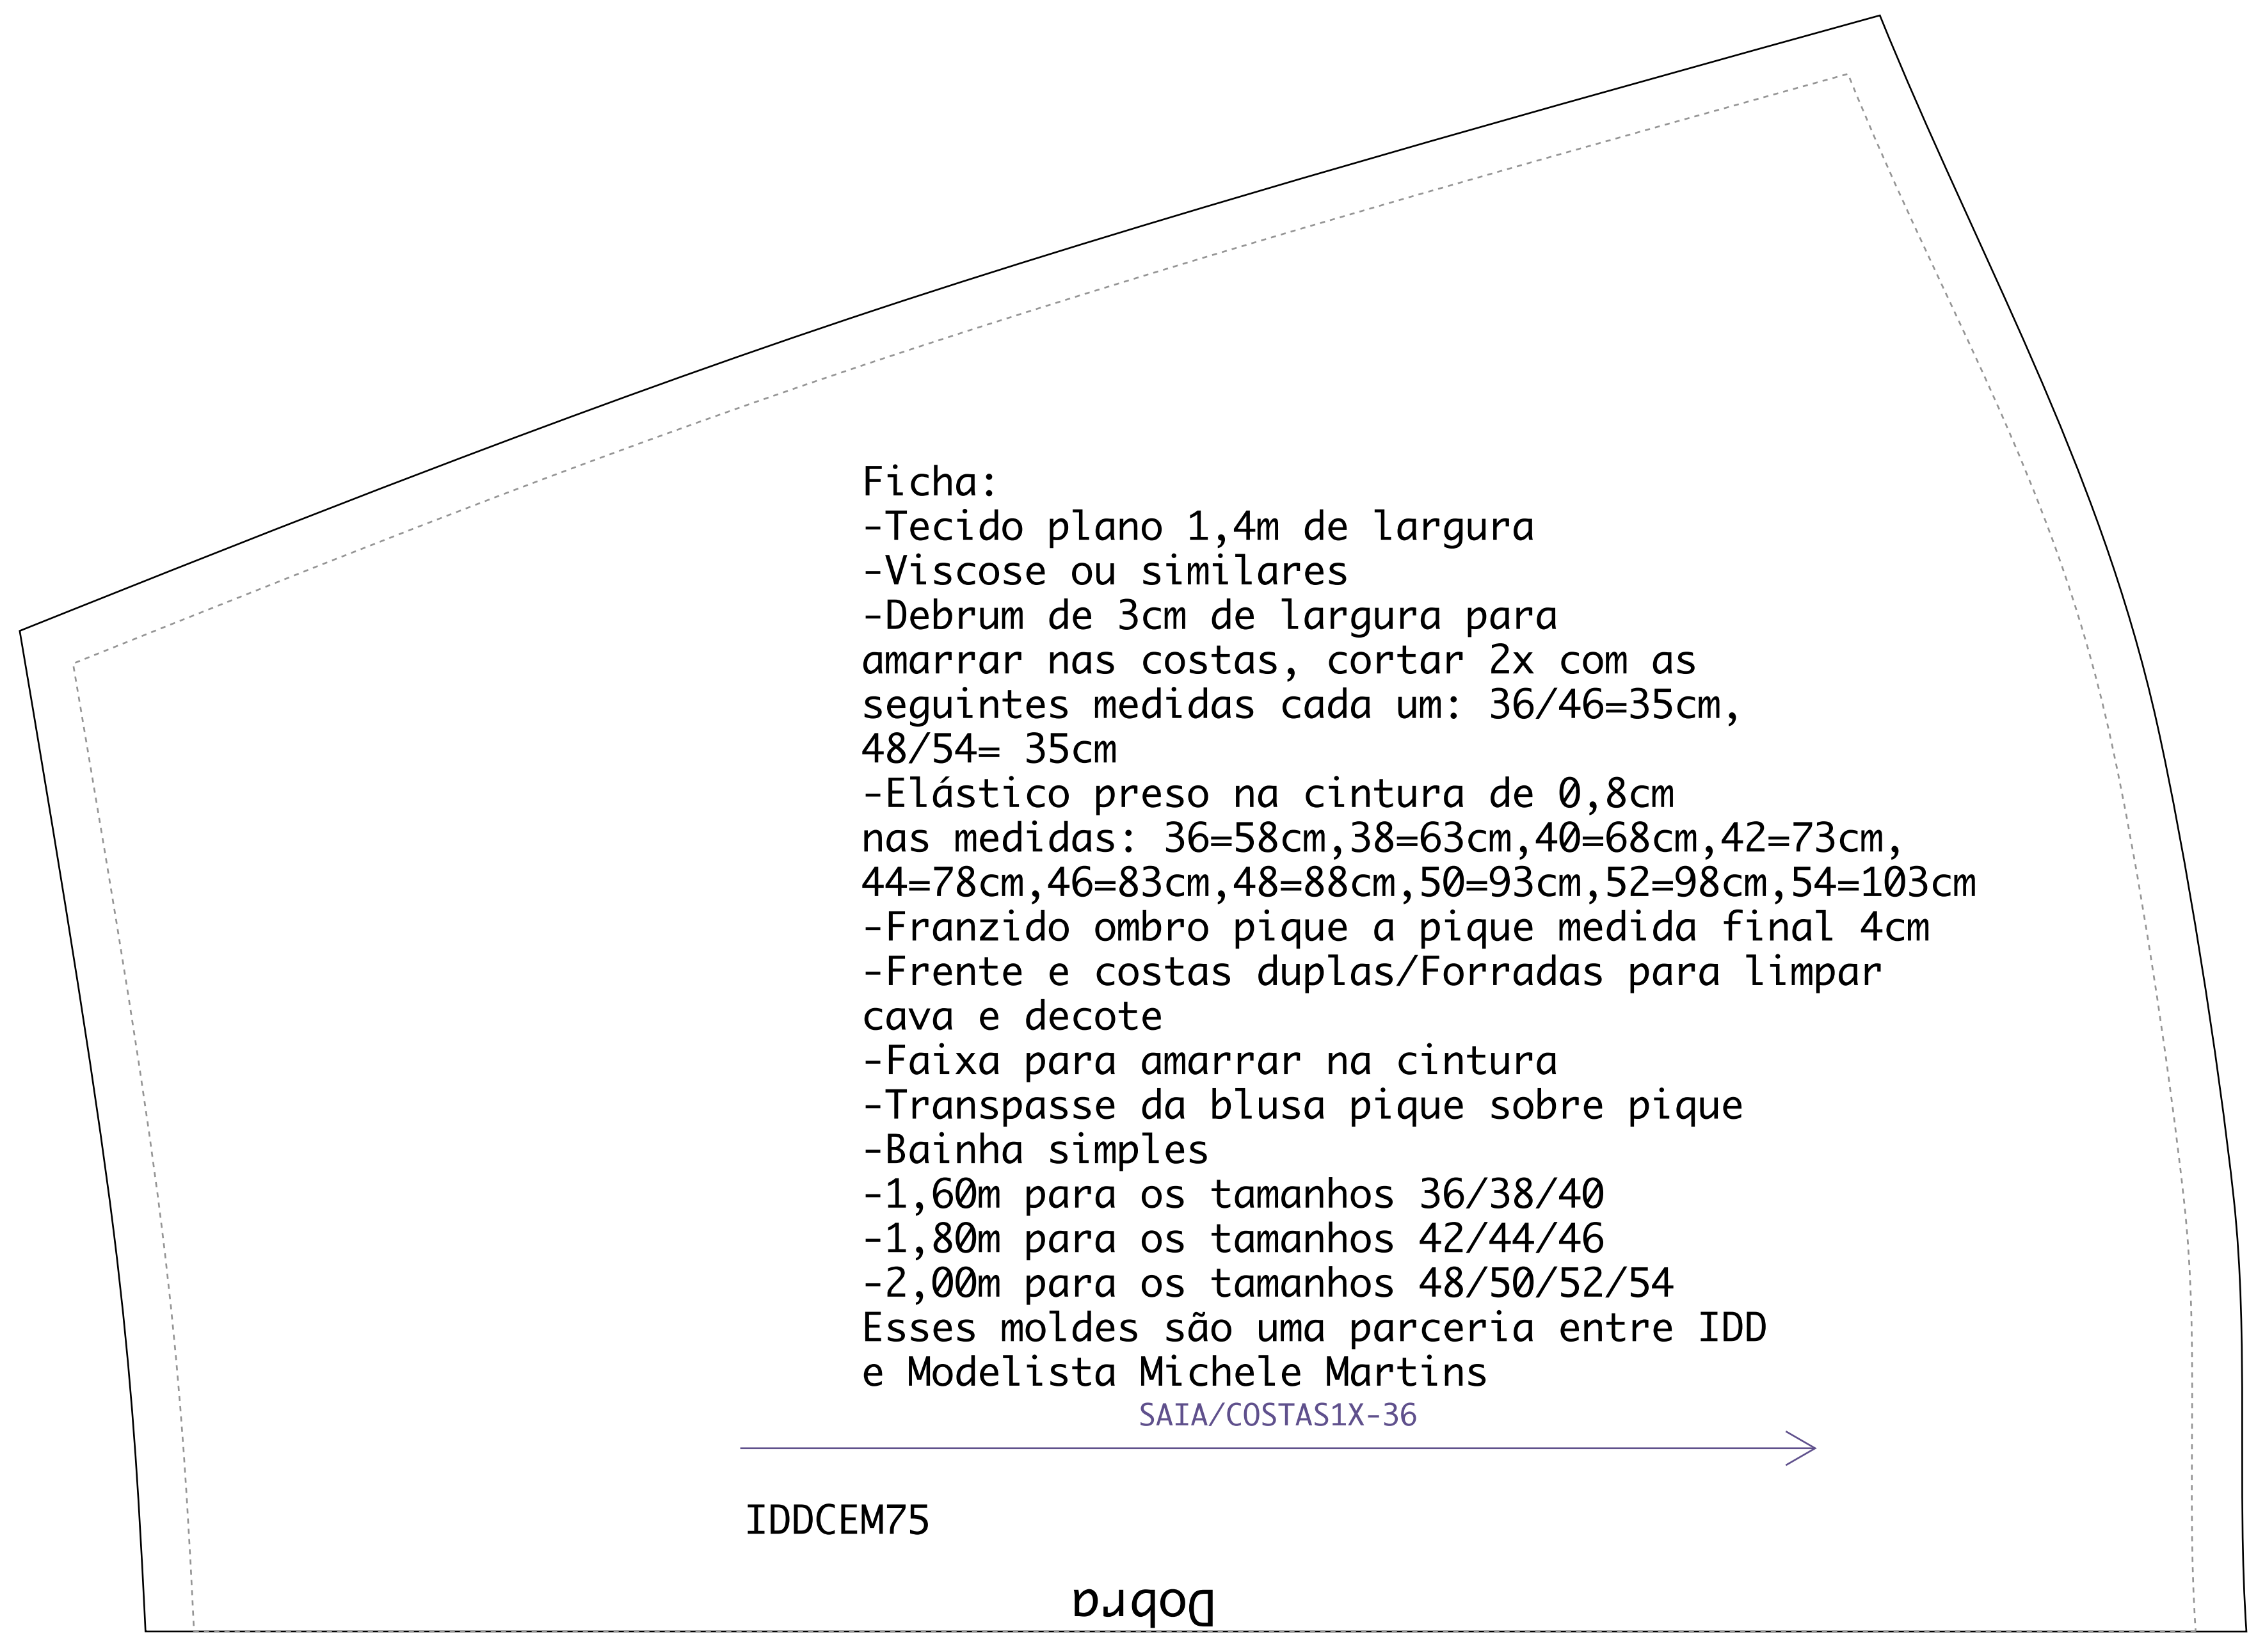 Ficha:
-Tecido plano 1,4m de largura
-Viscose ou similares
-Debrum de 3cm de largura para
amarrar nas costas, cortar 2x com as
seguintes medidas cada um: 36/46=35cm,
48/54= 35cm
-Elástico preso na cintura de 0,8cm
nas medidas: 36=58cm,38=63cm,40=68cm,42=73cm,
44=78cm,46=83cm,48=88cm,50=93cm,52=98cm,54=103cm
-Franzido ombro pique a pique medida final 4cm
-Frente e costas duplas/Forradas para limpar
cava e decote
-Faixa para amarrar na cintura
-Transpasse da blusa pique sobre pique
-Bainha simples
-1,60m para os tamanhos 36/38/40
-1,80m para os tamanhos 42/44/46
-2,00m para os tamanhos 48/50/52/54
Esses moldes são uma parceria entre IDD
e Modelista Michele Martins
SAIA/COSTAS1X-36
IDDCEM75
Dobra